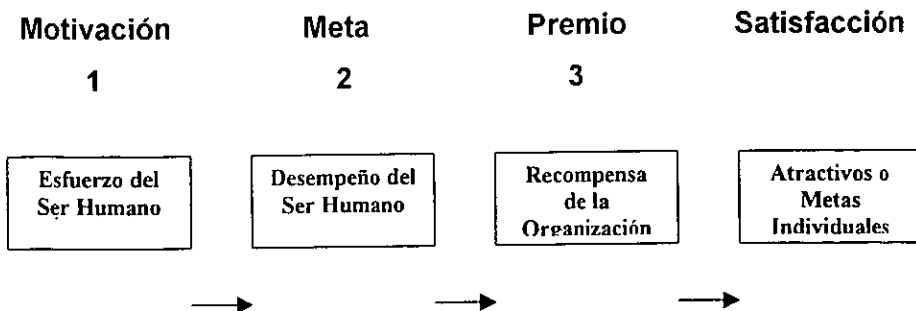 Motivación Meta Premio Satisfacción
1 2 3
Esfuerzo del
Ser Humano
Desempeño del
Ser Humano
Recompensa
de la
Organización
Atractivos o
Metas
Individuales